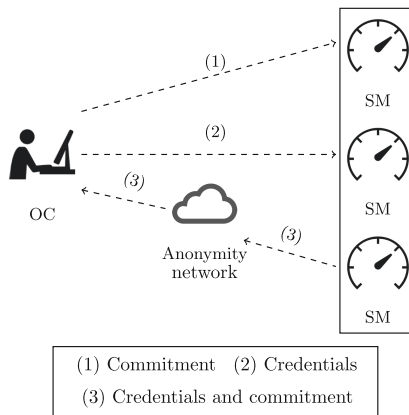 (1)
SM
(2)
(3)
OC
SM
Anonymity
network
(3)
SM
(1) Commitment (2) Credentials
(3) Credentials and commitment